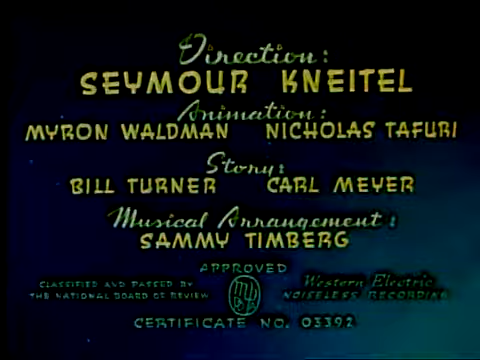 Direction:
SEYMOUR KNEITEL
Animation:
MYRON WALDMAN NICHOLAS TAFURI
Story:
BILL TURNER CARL MEYER
Musical Arrangement:
SAMMY TIMBERG
APPROVED
CLASSIFIED AND PASSED BY
THE NATIONAL BOARD OF REVIEW
Western Electric
NOISELESS RECORDING
CERTIFICATE NO. 03392